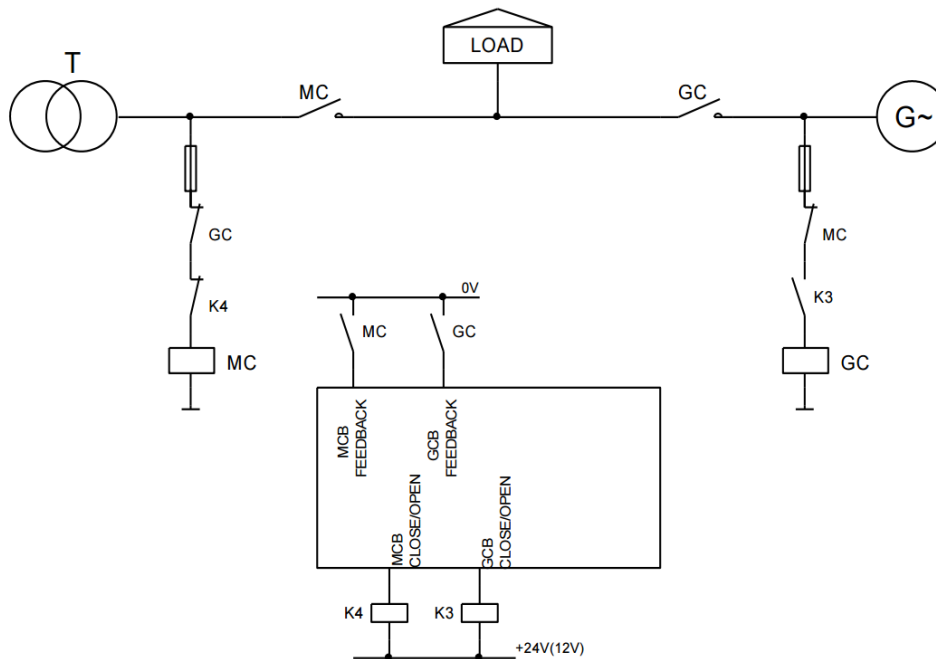 LOAD
T
MC
GC
G~
GC
MC
K4
K3
0V
MC
GC
MC
GC
MCB
FEEDBACK
GCB
FEEDBACK
MCB
CLOSE/OPEN
GCB
CLOSE/OPEN
K4
K3
+24V(12V)